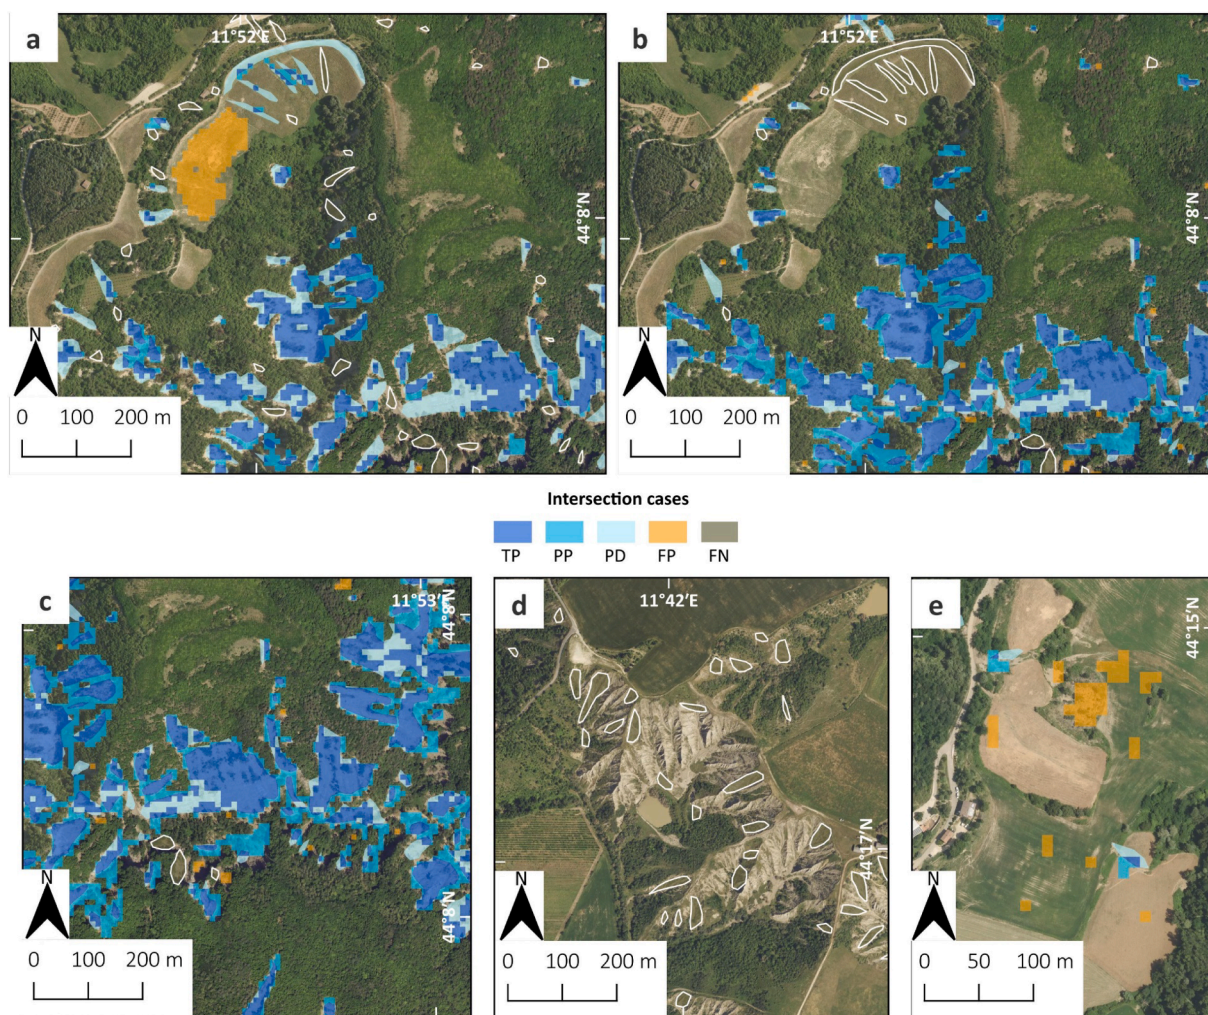 a
11°52′E
44°8′N
N
0 100 200 m
b
11°52′E
44°8′N
N
0 100 200 m
Intersection cases
TP PP PD FP FN
c
11°53′E
44°8′N
44°8′N
N
0 100 200 m
d
11°42′E
44°17′N
N
0 100 200 m
e
44°15′N
N
0 50 100 m